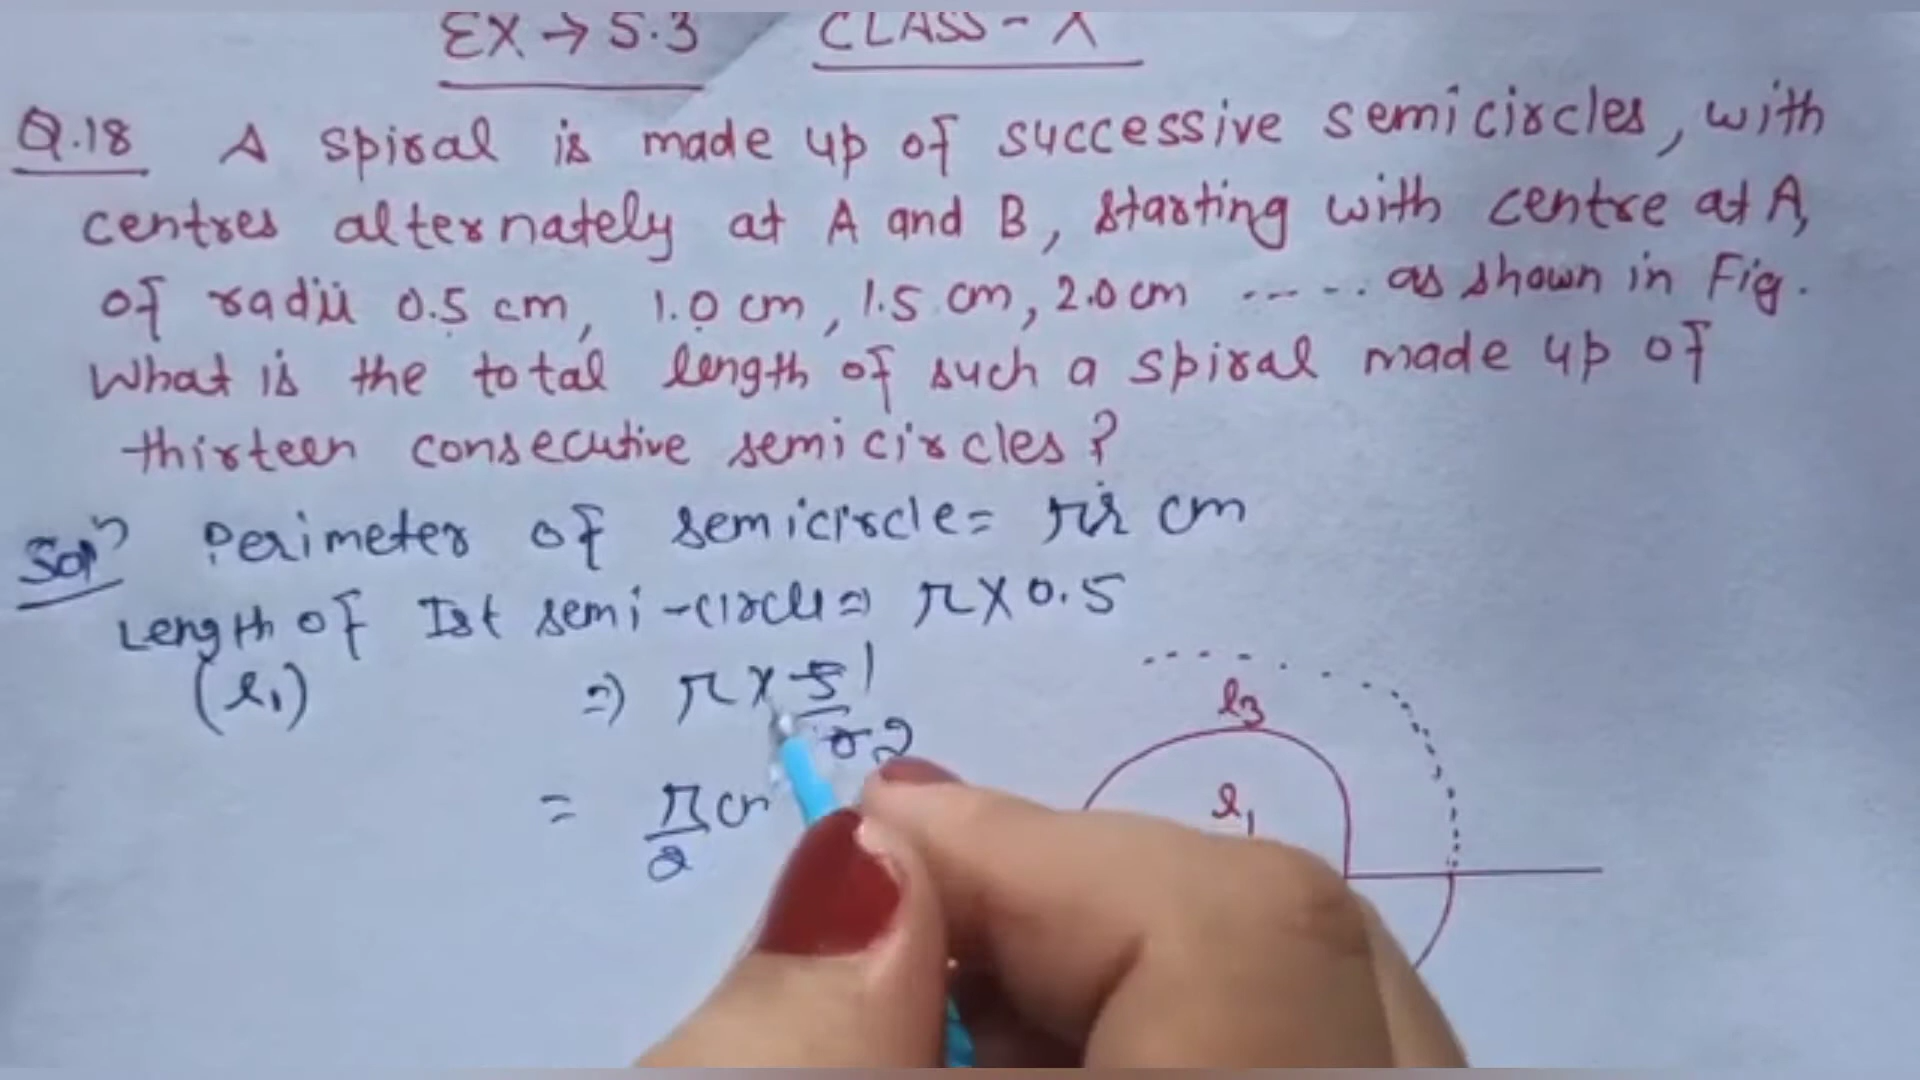 EX → 5.3 CLASS - X
Q.18 A spiral is made up of successive semicircles, with
centres alternately at A and B, starting with centre at A,
of radii 0.5 cm, 1.0 cm, 1.5 cm, 2.0 cm ..... as shown in Fig.
What is the total length of such a spiral made up of
thirteen consecutive semicircles?
Solⁿ Perimeter of semicircle = πr cm
Length of Ist semi-circle ⇒ π X 0.5
(l₁) ⇒ π x 5 1
2
= π/2 cm
l₃
l₁